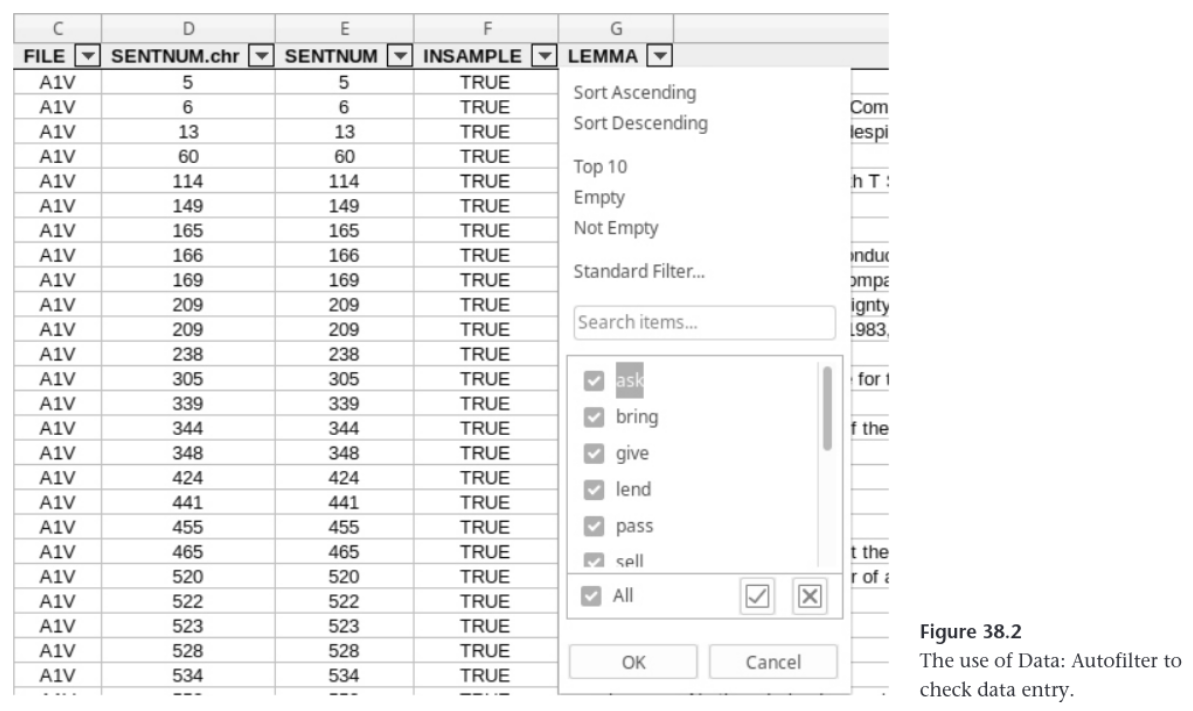 C D E F G
FILE SENTNUM.chr SENTNUM INSAMPLE LEMMA
A1V 5 5 TRUE
A1V 6 6 TRUE Com
A1V 13 13 TRUE despi
A1V 60 60 TRUE
A1V 114 114 TRUE h T S
A1V 149 149 TRUE
A1V 165 165 TRUE
A1V 166 166 TRUE onduc
A1V 169 169 TRUE ompa
A1V 209 209 TRUE ignty
A1V 209 209 TRUE 1983,
A1V 238 238 TRUE
A1V 305 305 TRUE for t
A1V 339 339 TRUE
A1V 344 344 TRUE f the
A1V 348 348 TRUE
A1V 424 424 TRUE
A1V 441 441 TRUE
A1V 455 455 TRUE
A1V 465 465 TRUE t the
A1V 520 520 TRUE r of a
A1V 522 522 TRUE
A1V 523 523 TRUE
A1V 528 528 TRUE
A1V 534 534 TRUE
Sort Ascending
Sort Descending
Top 10
Empty
Not Empty
Standard Filter...
Search items...
ask
bring
give
lend
pass
sell
All
OK Cancel
Figure 38.2
The use of Data: Autofilter to
check data entry.